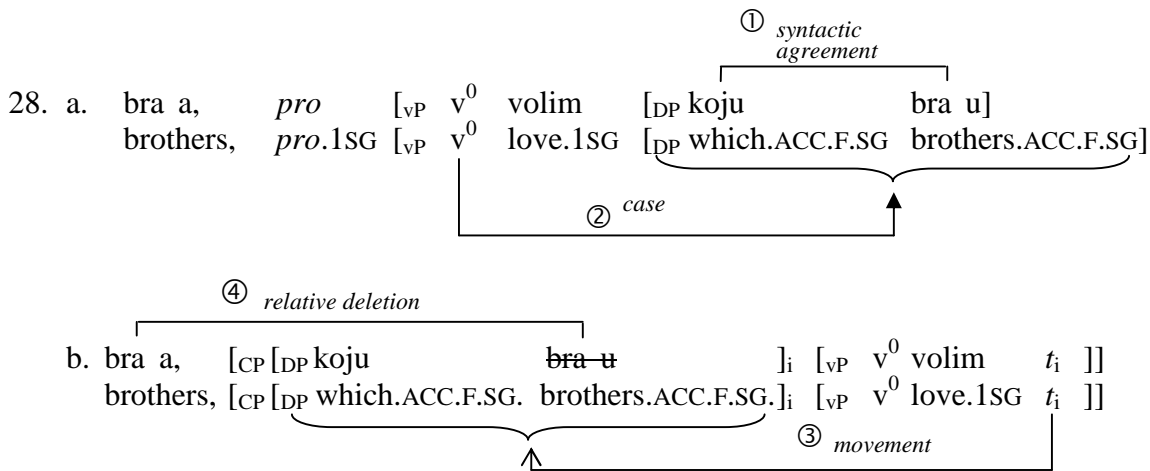 ① syntactic
agreement
28. a. bra a, pro [vP v⁰ volim [DP koju bra u]
brothers, pro.1SG [vP v⁰ love.1SG [DP which.ACC.F.SG brothers.ACC.F.SG]
② case
④ relative deletion
b. bra a, [CP [DP koju bra u ]i [vP v⁰ volim ti ]]
brothers, [CP [DP which.ACC.F.SG. brothers.ACC.F.SG.]i [vP v⁰ love.1SG ti ]]
③ movement